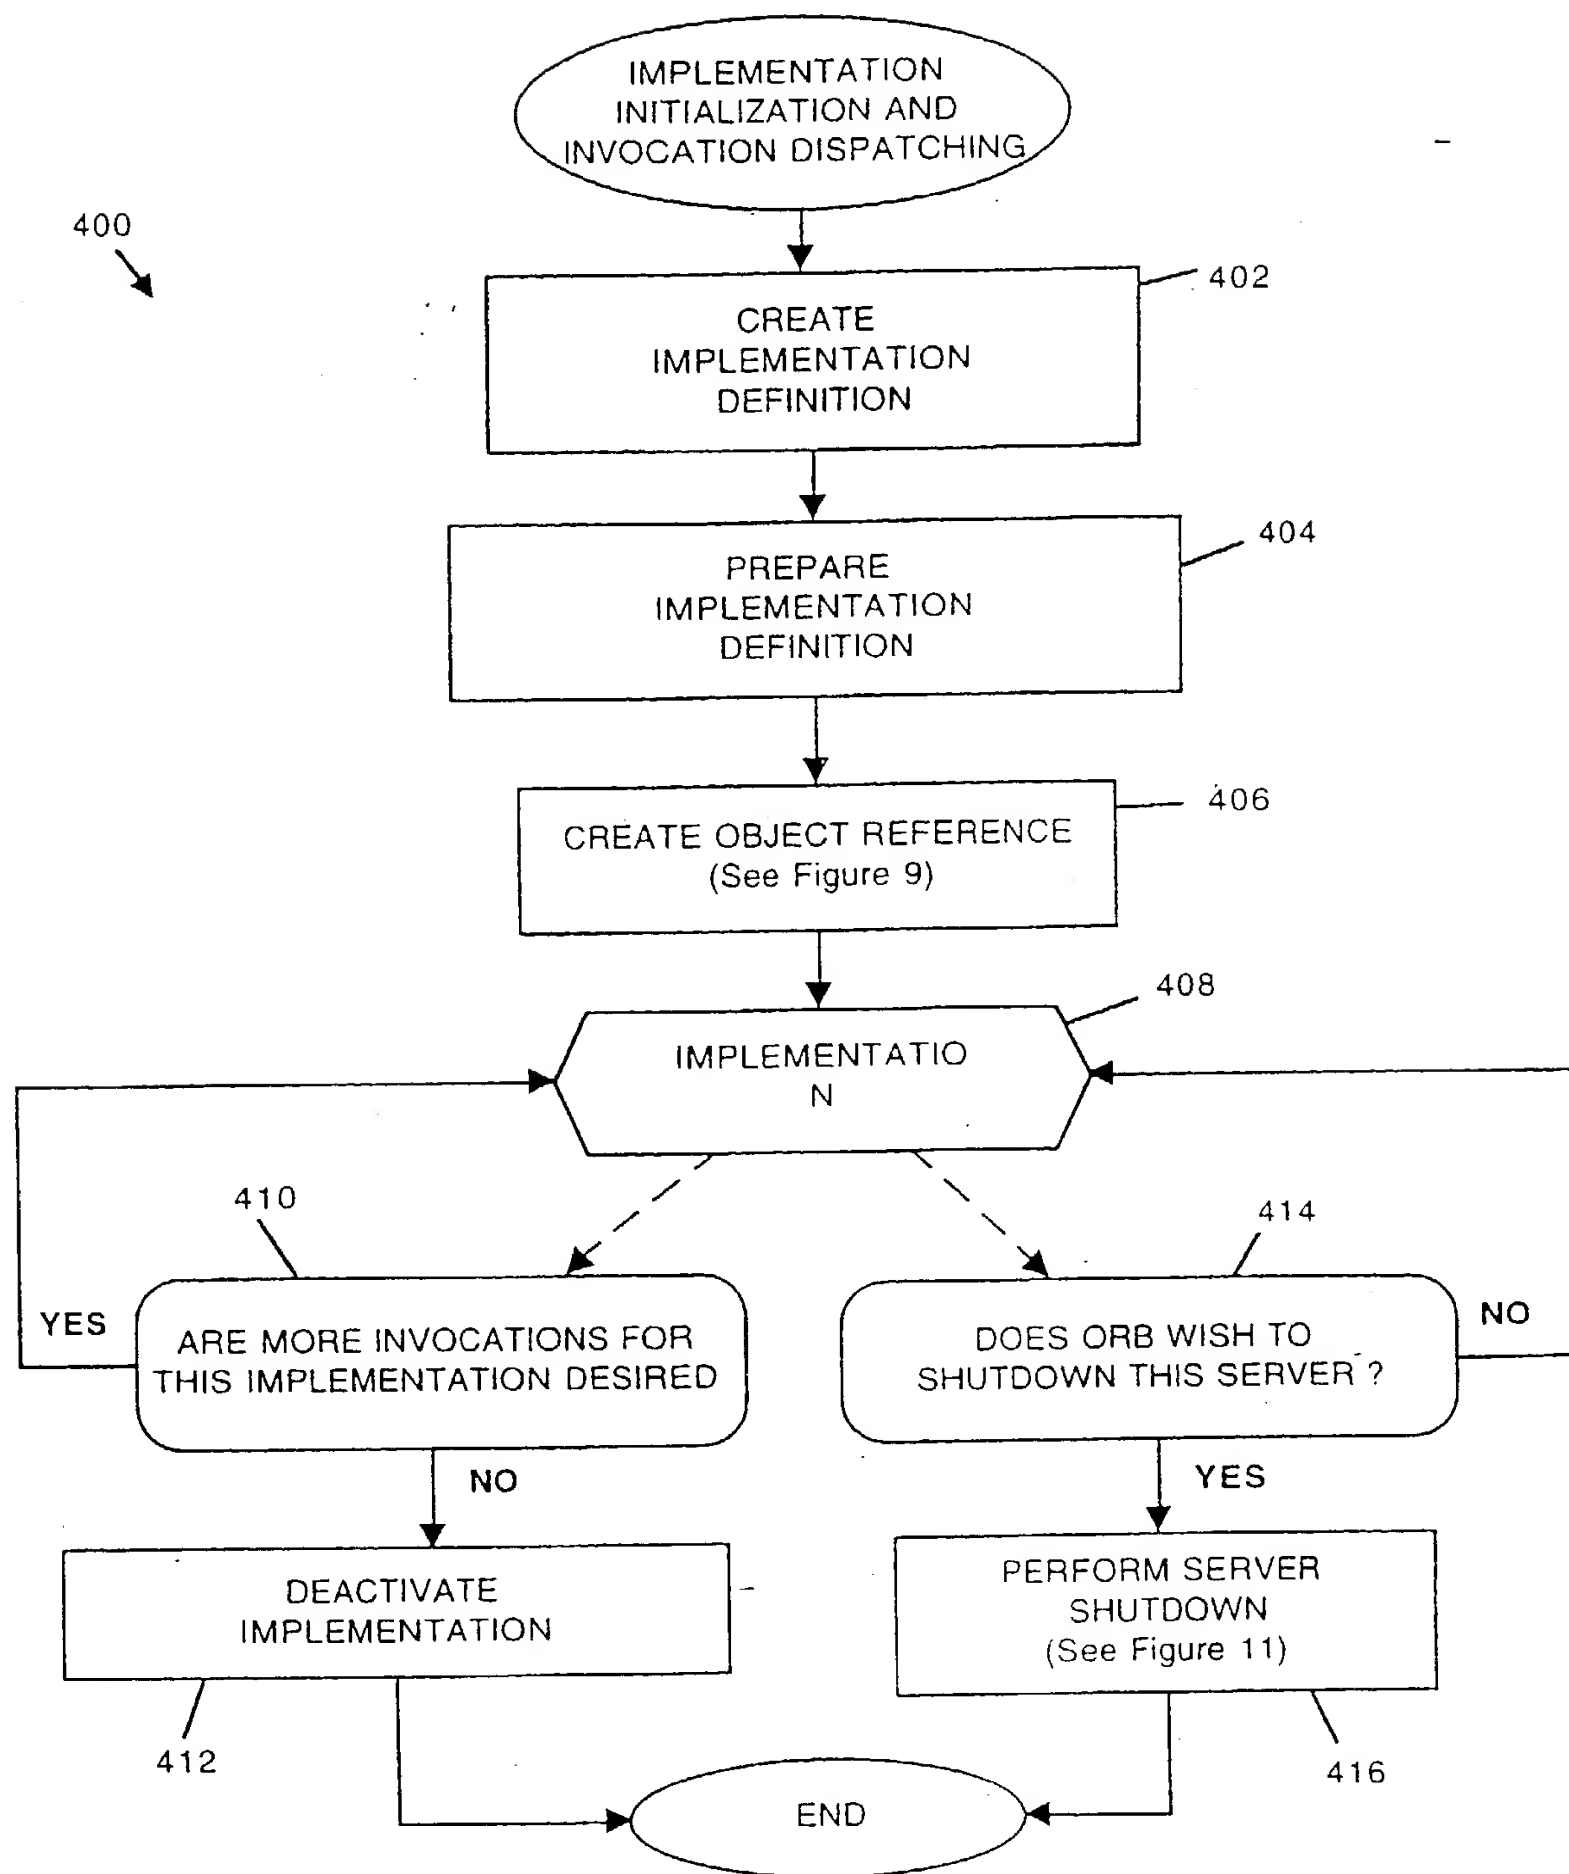 IMPLEMENTATION
INITIALIZATION AND
INVOCATION DISPATCHING
400
402
CREATE
IMPLEMENTATION
DEFINITION
404
PREPARE
IMPLEMENTATION
DEFINITION
406
CREATE OBJECT REFERENCE
(See Figure 9)
408
IMPLEMENTATIO
N
410
414
YES
ARE MORE INVOCATIONS FOR
THIS IMPLEMENTATION DESIRED
DOES ORB WISH TO
SHUTDOWN THIS SERVER ?
NO
NO
YES
DEACTIVATE
IMPLEMENTATION
PERFORM SERVER
SHUTDOWN
(See Figure 11)
412
416
END